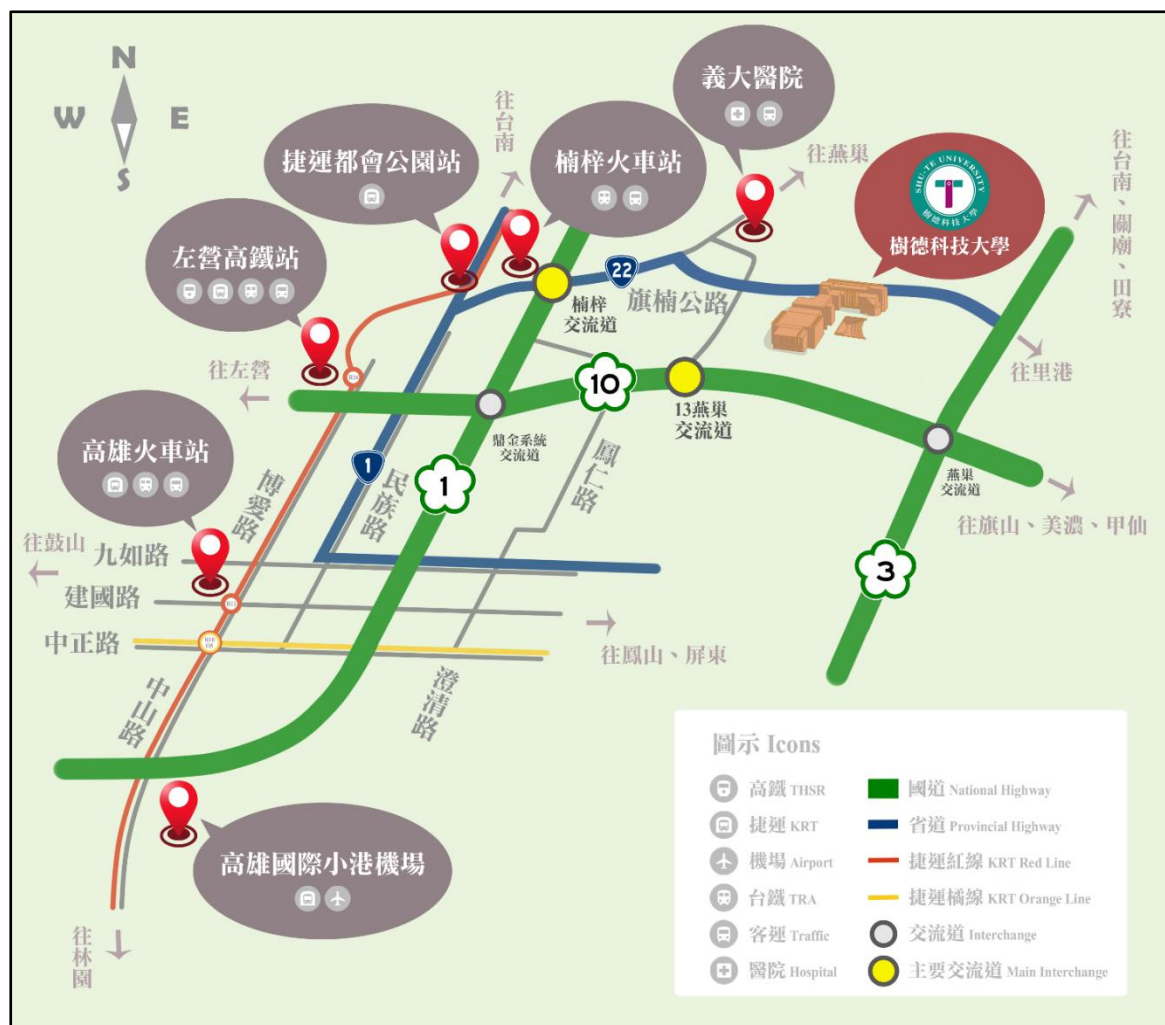 N
W
E
S
往台南
義大醫院
捷運都會公園站
楠梓火車站
往燕巢
SHU-TE UNIVERSITY
樹德科技大學
樹德科技大學
往台南、關廟、田寮
左營高鐵站
22
旗楠公路
楠梓
交流道
往左營
10
往里港
13燕巢
交流道
鼎金系統
交流道
高雄火車站
1
民族路
博愛路
鳳仁路
1
燕巢
交流道
往旗山、美濃、甲仙
往鼓山
九如路
建國路
中正路
3
往鳳山、屏東
澄清路
中山路
高雄國際小港機場
往林園
圖示 Icons
高鐵 THSR
國道 National Highway
捷運 KRT
省道 Provincial Highway
機場 Airport
捷運紅線 KRT Red Line
台鐵 TRA
捷運橘線 KRT Orange Line
客運 Traffic
交流道 Interchange
醫院 Hospital
主要交流道 Main Interchange